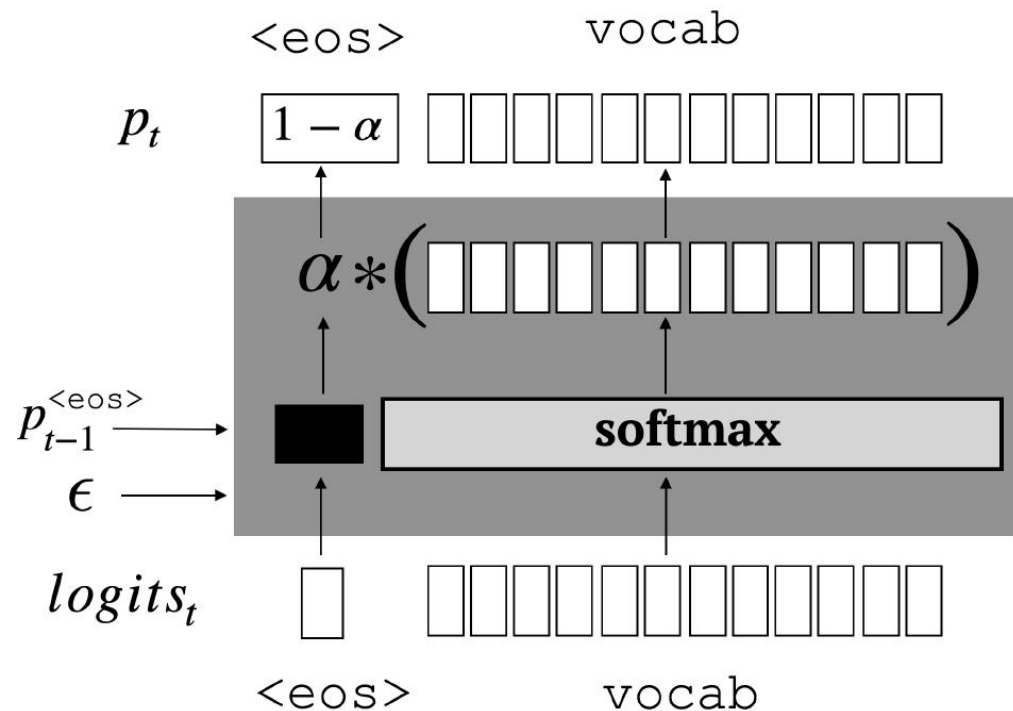 <eos> vocab
p_t 1 − α
α * ( )
p_{t−1}^{<eos>} softmax
ϵ
logits_t
<eos> vocab